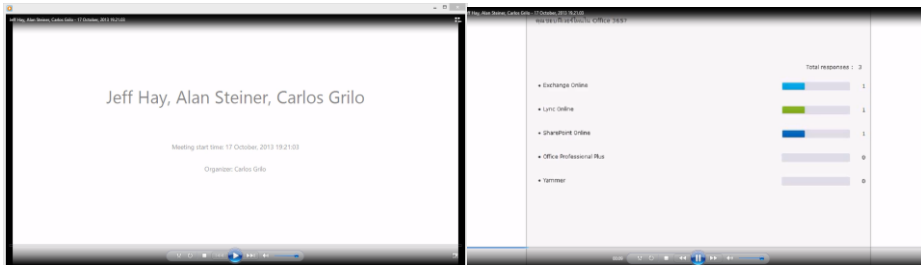 Jeff Hay, Alan Steiner, Carlos Grilo - 17 October, 2013 19.21.03
Jeff Hay, Alan Steiner, Carlos Grilo
Meeting start time: 17 October, 2013 19:21:03
Organizer: Carlos Grilo
Jeff Hay, Alan Steiner, Carlos Grilo - 17 October, 2013 19.21.03
Office 365?
Total responses : 3
Exchange Online 1
Lync Online 1
SharePoint Online 1
Office Professional Plus 0
Yammer 0